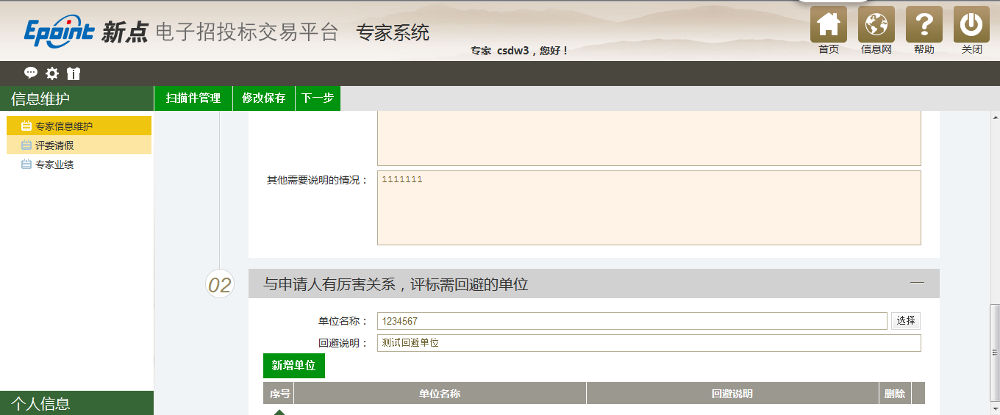 Epoint 新点 电子招投标交易平台 专家系统
专家 csdw3，您好！
首页 信息网 帮助 关闭
信息维护
扫描件管理 修改保存 下一步
专家信息维护
评委请假
专家业绩
其他需要说明的情况： 1111111
02 与申请人有厉害关系，评标需回避的单位
单位名称： 1234567 选择
回避说明： 测试回避单位
新增单位
序号 单位名称 回避说明 删除
个人信息